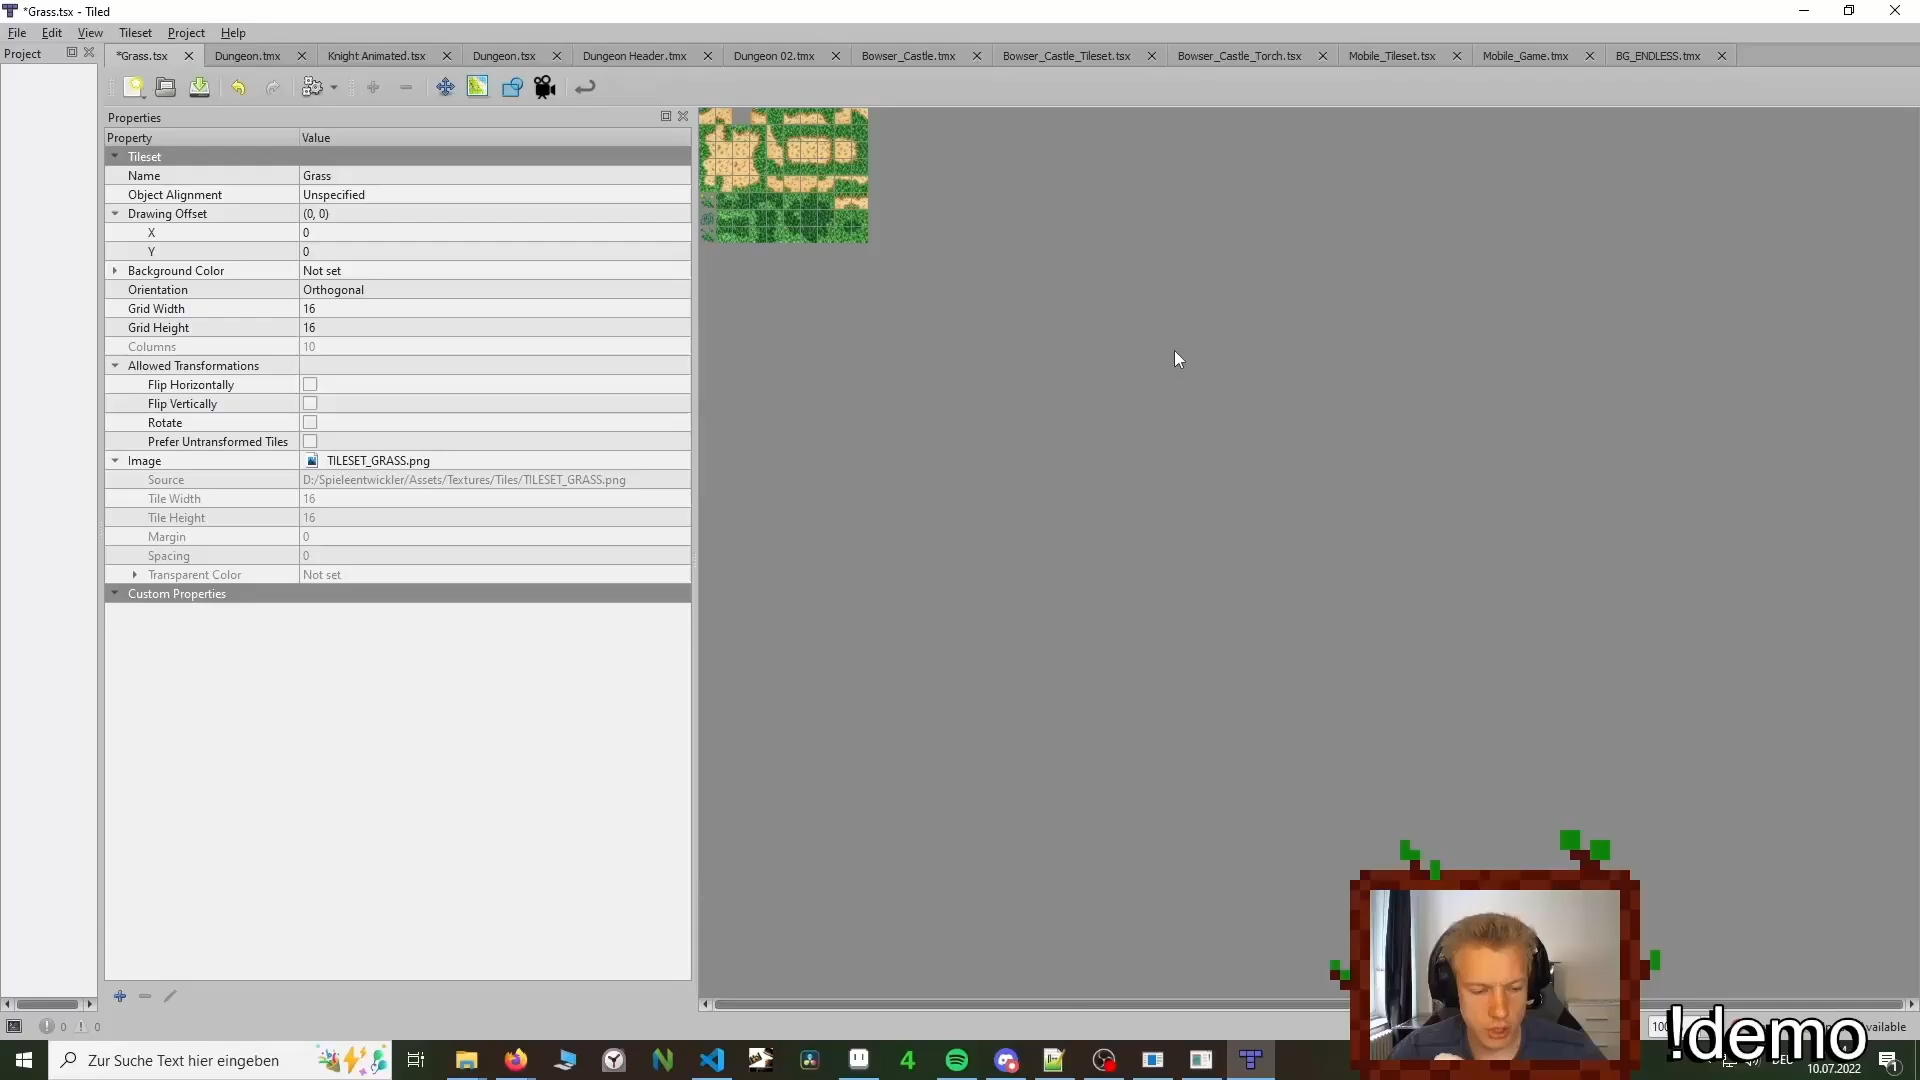 *Grass.tsx - Tiled
File Edit View Tileset Project Help
Project
*Grass.tsx Dungeon.tmx Knight Animated.tsx Dungeon.tsx Dungeon Header.tmx Dungeon 02.tmx Bowser_Castle.tmx Bowser_Castle_Tileset.tsx Bowser_Castle_Torch.tsx Mobile_Tileset.tsx Mobile_Game.tmx BG_ENDLESS.tmx
Properties
Property Value
Tileset
Name Grass
Object Alignment Unspecified
Drawing Offset (0, 0)
X 0
Y 0
Background Color Not set
Orientation Orthogonal
Grid Width 16
Grid Height 16
Columns 10
Allowed Transformations
Flip Horizontally
Flip Vertically
Rotate
Prefer Untransformed Tiles
Image TILESET_GRASS.png
Source D:/Spieleentwickler/Assets/Textures/Tiles/TILESET_GRASS.png
Tile Width 16
Tile Height 16
Margin 0
Spacing 0
Transparent Color Not set
Custom Properties
0 0
!demo
Zur Suche Text hier eingeben
10.07.2022
1